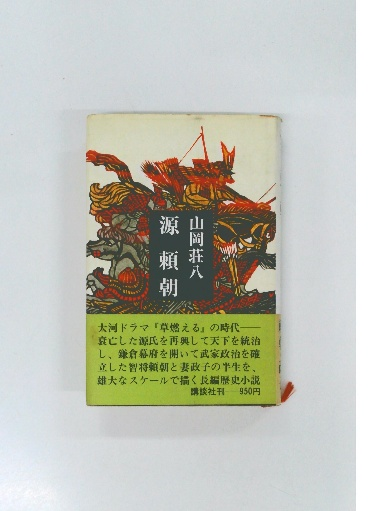 山岡荘八
源頼朝
大河ドラマ『草燃える』の時代――
衰亡した源氏を再興して天下を統治
し、鎌倉幕府を開いて武家政治を確
立した智将頼朝と妻政子の半生を、
雄大なスケールで描く長編歴史小説
講談社刊――950円